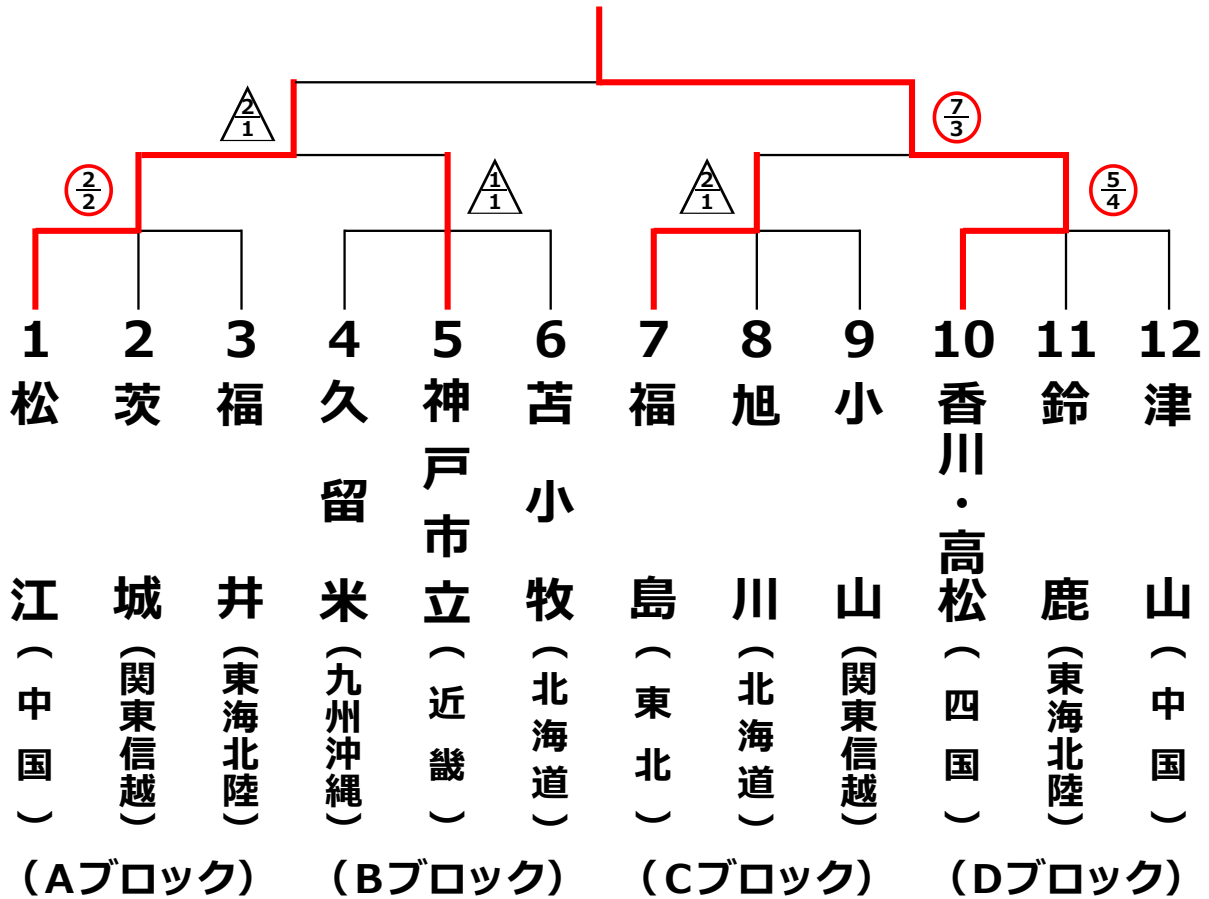 2
1
7
3
2
2
1
1
2
1
5
4
1
2
3
4
5
6
7
8
9
10
11
12
松江(中国)
茨城(関東信越)
福井(東海北陸)
久留米(九州沖縄)
神戸市立(近畿)
苫小牧(北海道)
福島(東北)
旭川(北海道)
小山(関東信越)
香川・高松(四国)
鈴鹿(東海北陸)
津山(中国)
(Aブロック)
(Bブロック)
(Cブロック)
(Dブロック)